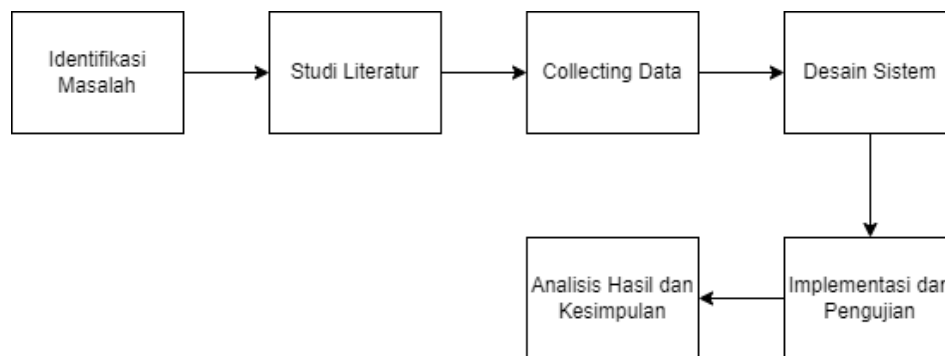 Identifikasi
Masalah
Studi Literatur
Collecting Data
Desain Sistem
Implementasi dan
Pengujian
Analisis Hasil dan
Kesimpulan